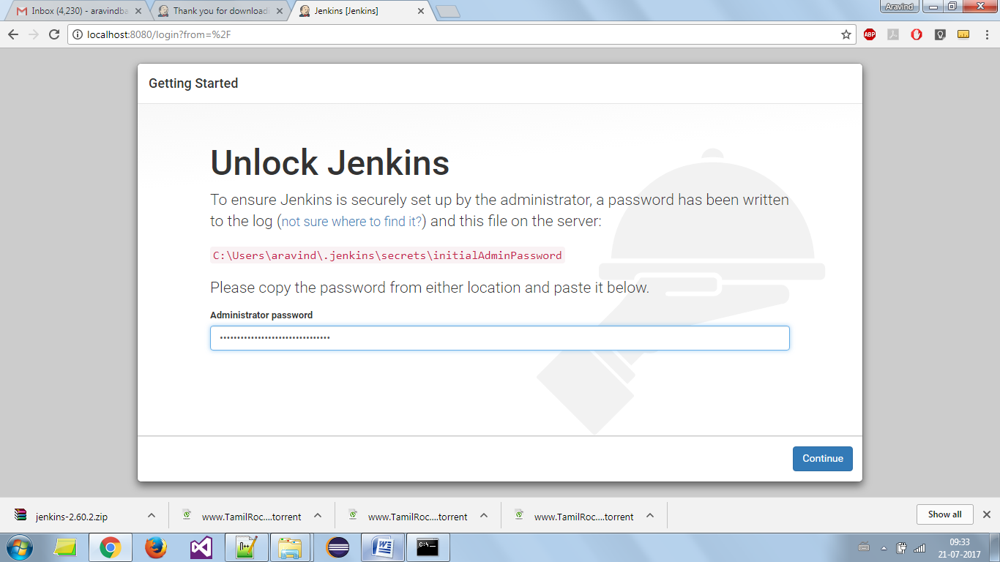 Inbox (4,230) - aravindba
Thank you for downloadi
Jenkins [Jenkins]
Aravind
localhost:8080/login?from=%2F
ABP
Getting Started
Unlock Jenkins
To ensure Jenkins is securely set up by the administrator, a password has been written
to the log (not sure where to find it?) and this file on the server:
C:\Users\aravind\.jenkins\secrets\initialAdminPassword
Please copy the password from either location and paste it below.
Administrator password
••••••••••••••••••••••••••••••••
Continue
jenkins-2.60.2.zip
www.TamilRoc....torrent
www.TamilRoc....torrent
www.TamilRoc....torrent
Show all
09:33
21-07-2017